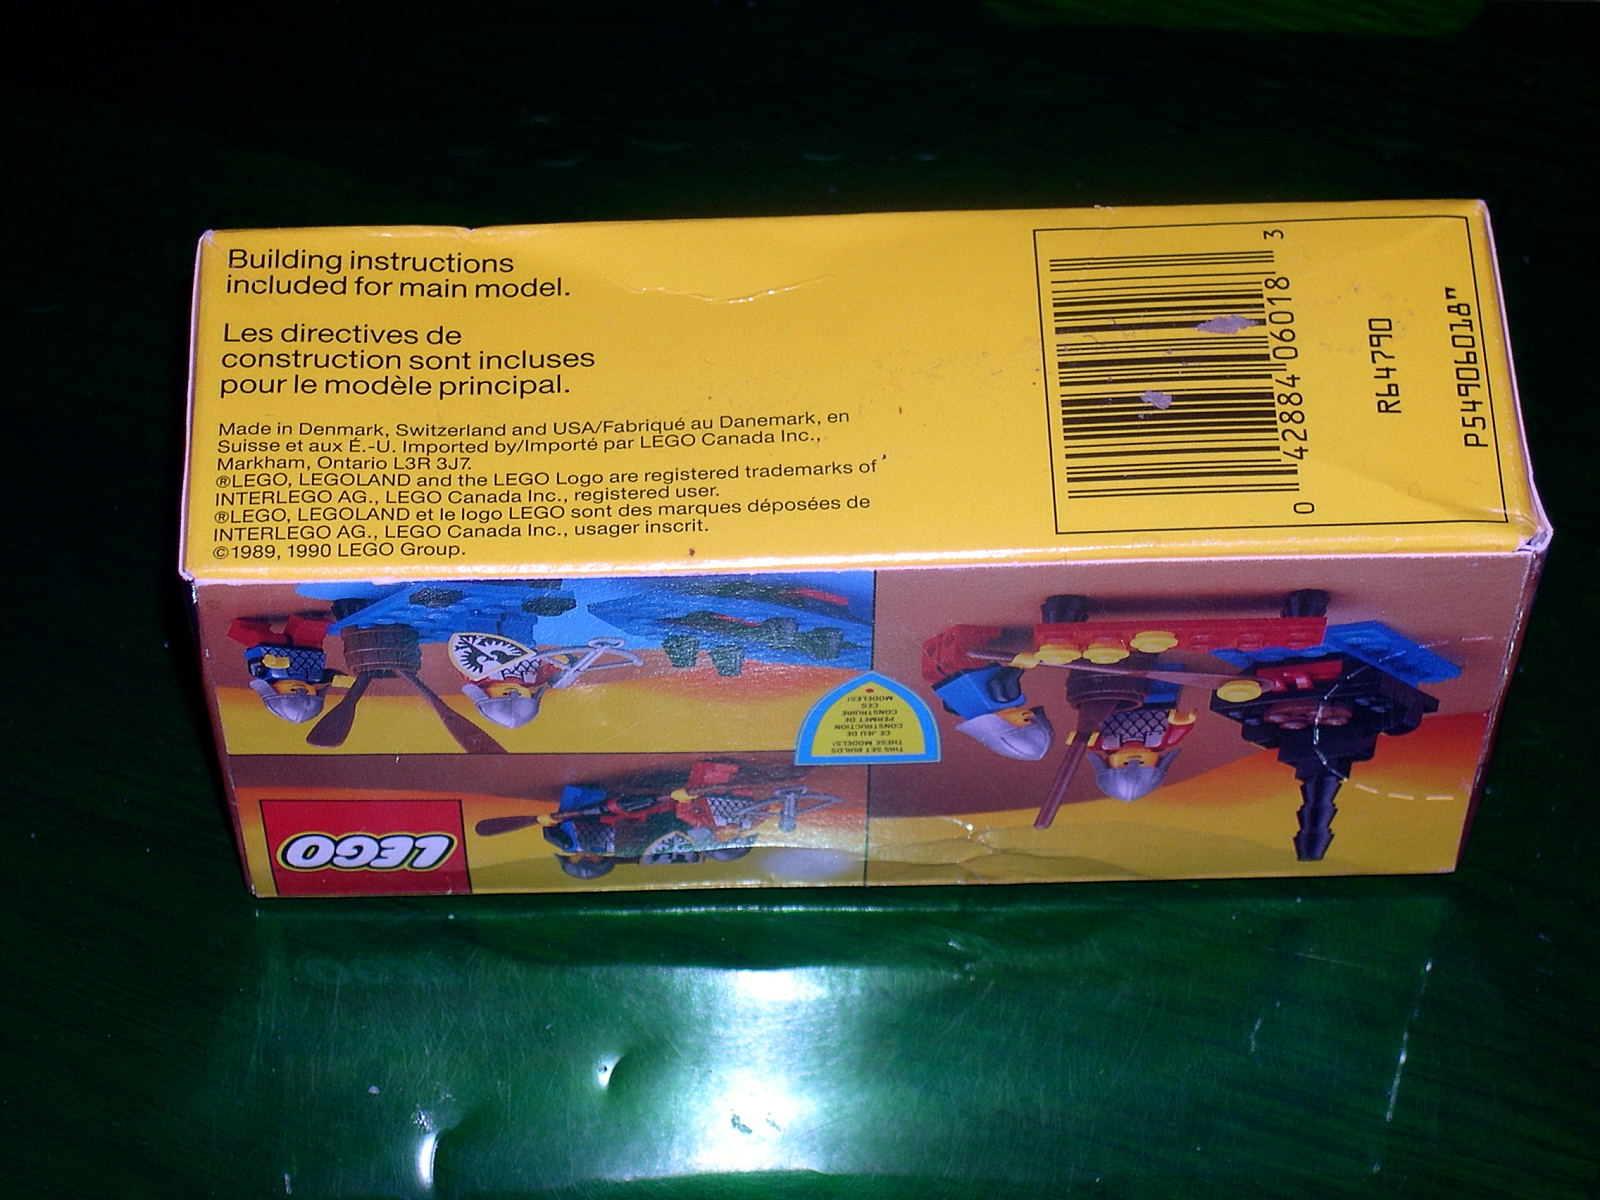 Building instructions
included for main model.
Les directives de
construction sont incluses
pour le modèle principal.
Made in Denmark, Switzerland and USA/Fabriqué au Danemark, en
Suisse et aux É.-U. Imported by/Importé par LEGO Canada Inc.,
Markham, Ontario L3R 3J7.
®LEGO, LEGOLAND and the LEGO Logo are registered trademarks of
INTERLEGO AG., LEGO Canada Inc., registered user.
®LEGO, LEGOLAND et le logo LEGO sont des marques déposées de
INTERLEGO AG., LEGO Canada Inc., usager inscrit.
©1989, 1990 LEGO Group.
0 42884 06018 3
R64790
P54906018"
THIS SET BUILDS
THESE MODELS!
CE JEU DE
CONSTRUCTION
PERMET DE
CONSTRUIRE
CES
MODELES!
LEGO